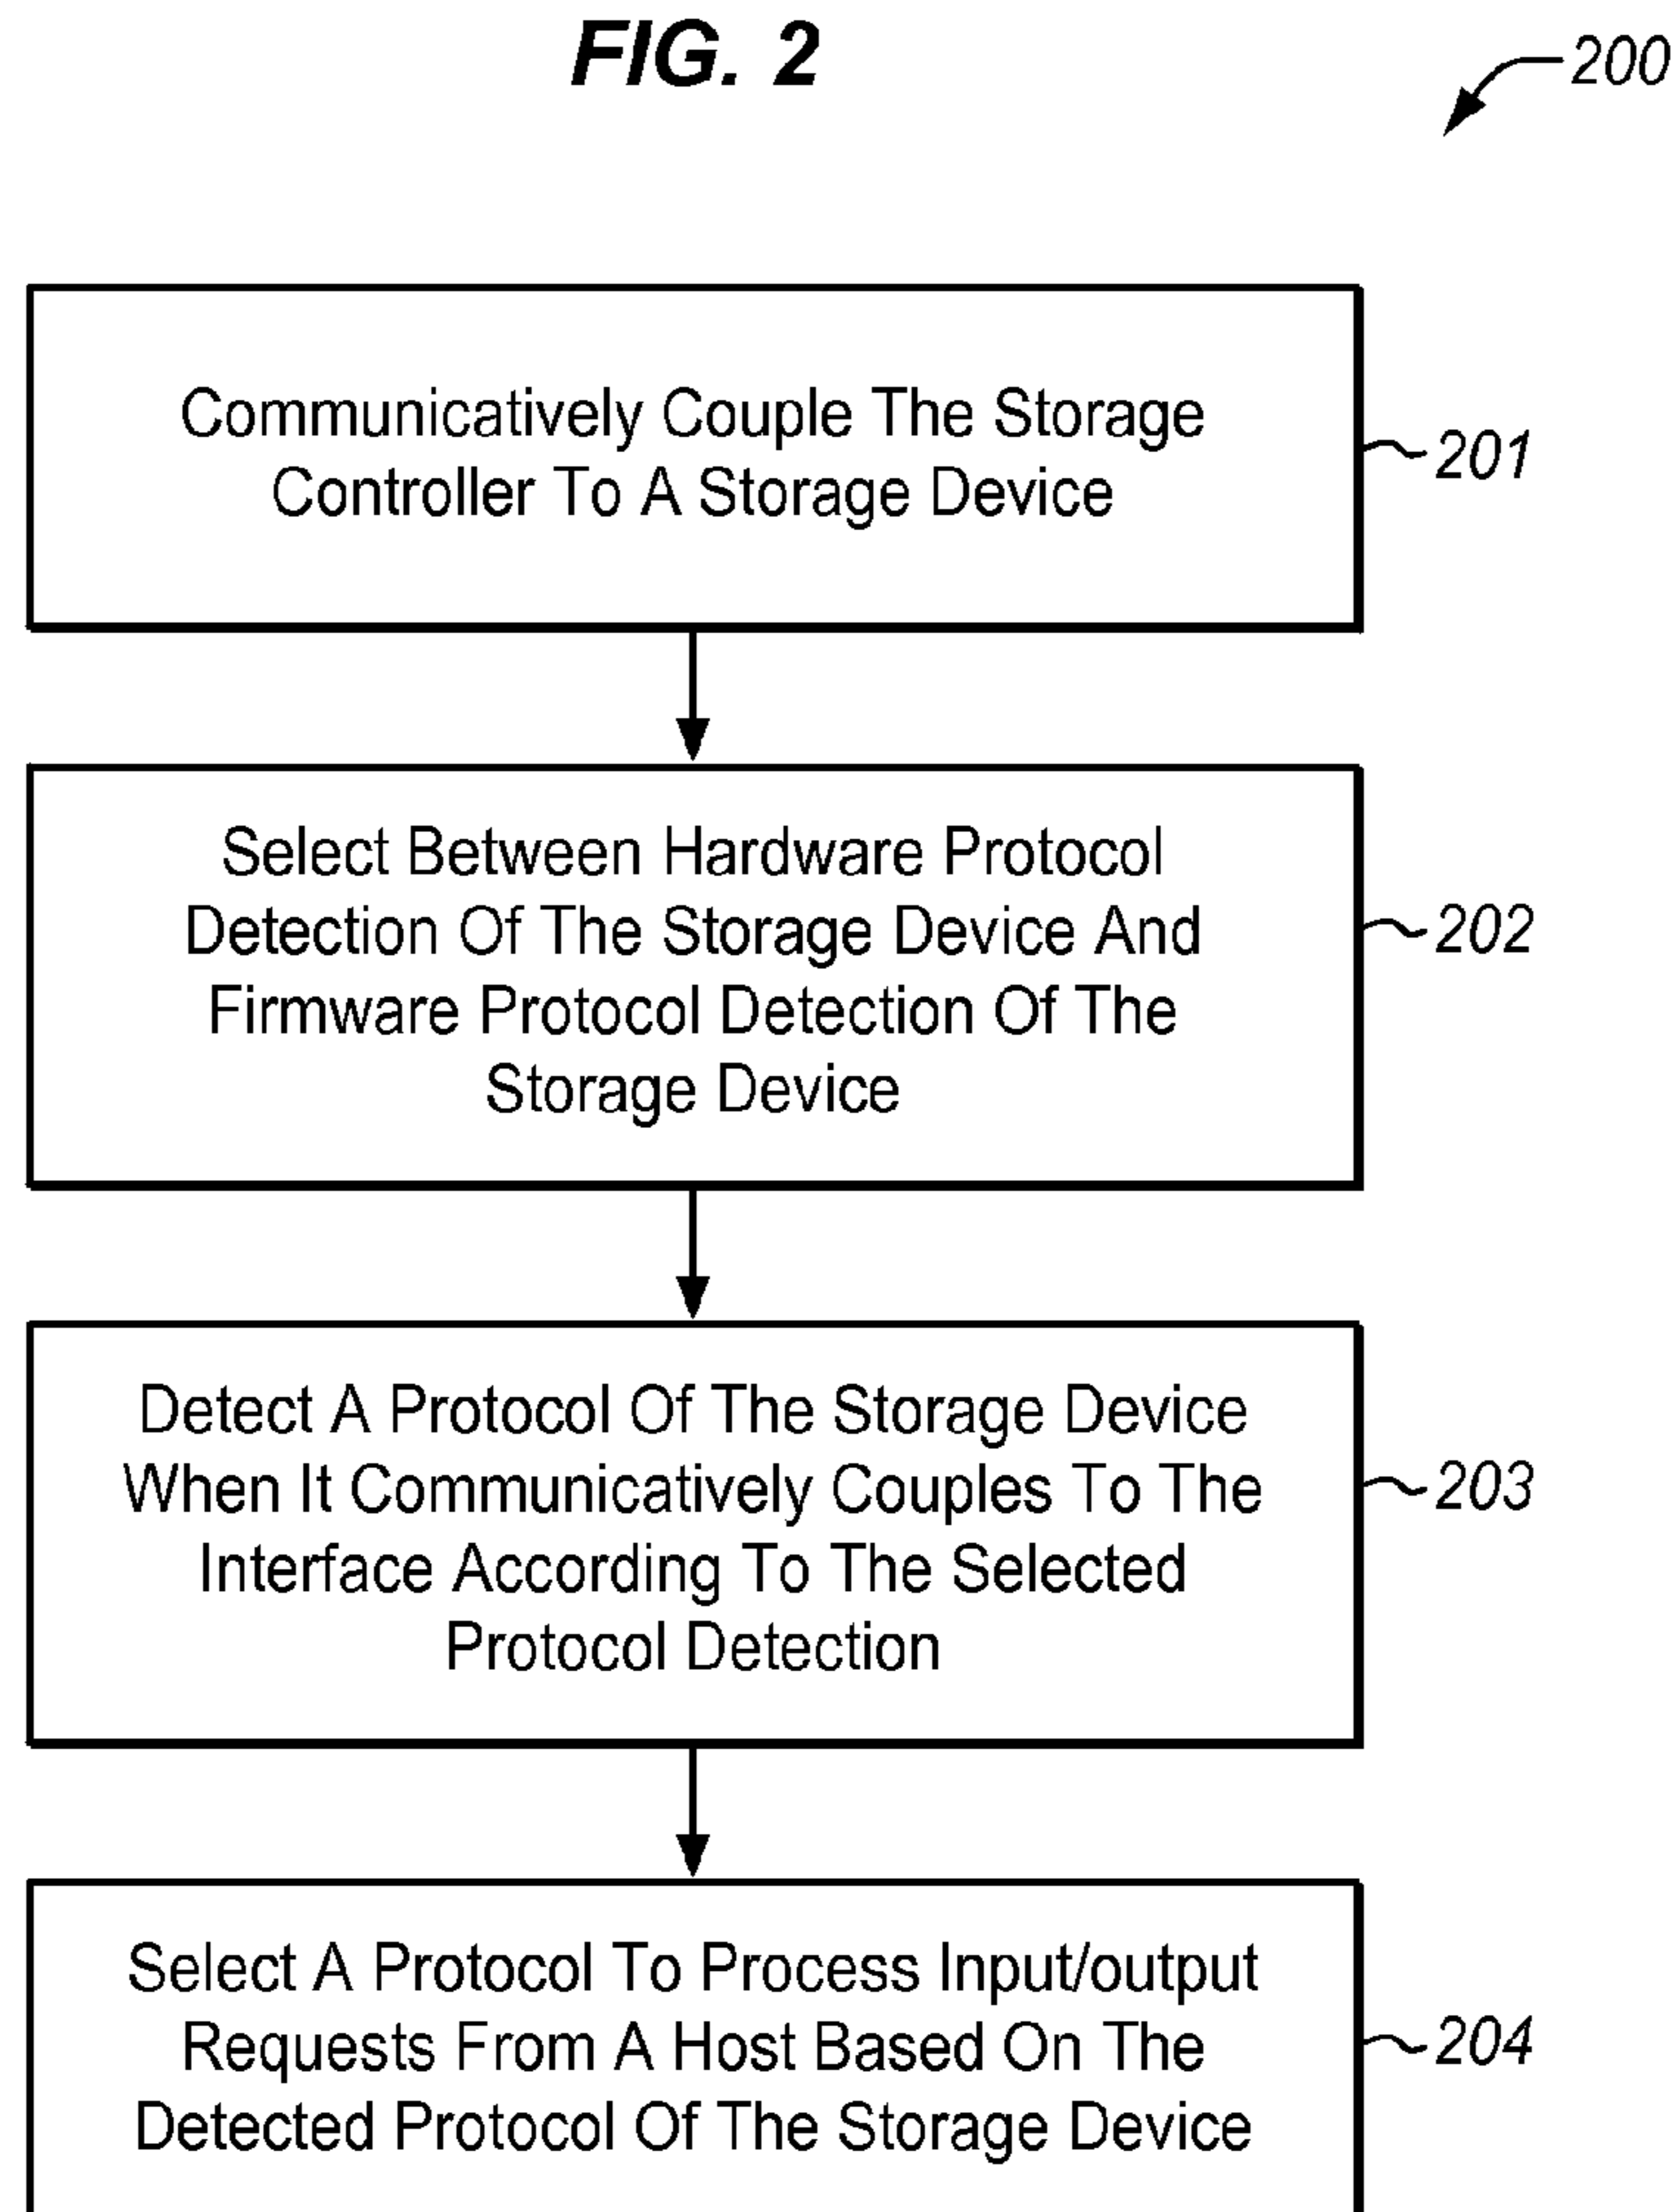 FIG. 2
200
Communicatively Couple The Storage
Controller To A Storage Device
201
Select Between Hardware Protocol
Detection Of The Storage Device And
Firmware Protocol Detection Of The
Storage Device
202
Detect A Protocol Of The Storage Device
When It Communicatively Couples To The
Interface According To The Selected
Protocol Detection
203
Select A Protocol To Process Input/output
Requests From A Host Based On The
Detected Protocol Of The Storage Device
204